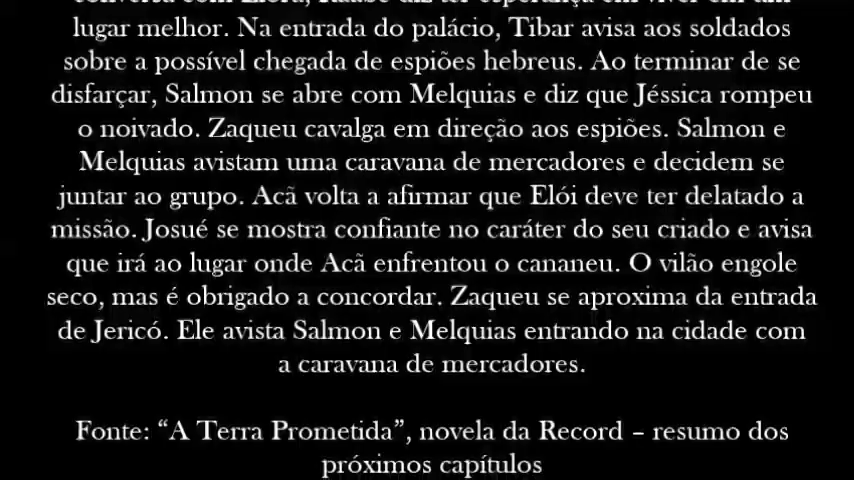 lugar melhor. Na entrada do palácio, Tibar avisa aos soldados
sobre a possível chegada de espiões hebreus. Ao terminar de se
disfarçar, Salmon se abre com Melquias e diz que Jéssica rompeu
o noivado. Zaqueu cavalga em direção aos espiões. Salmon e
Melquias avistam uma caravana de mercadores e decidem se
juntar ao grupo. Acã volta a afirmar que Elói deve ter delatado a
missão. Josué se mostra confiante no caráter do seu criado e avisa
que irá ao lugar onde Acã enfrentou o cananeu. O vilão engole
seco, mas é obrigado a concordar. Zaqueu se aproxima da entrada
de Jericó. Ele avista Salmon e Melquias entrando na cidade com
a caravana de mercadores.
Fonte: “A Terra Prometida”, novela da Record – resumo dos
próximos capítulos